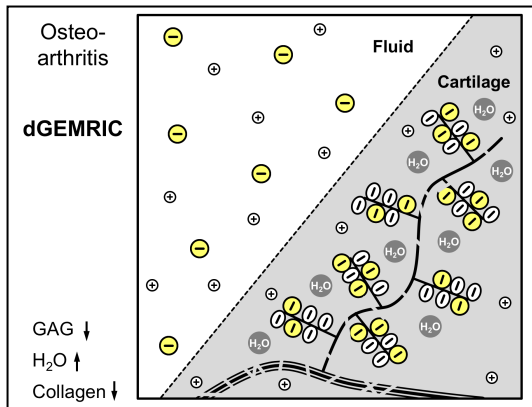 Osteo-
arthritis
dGEMRIC
Fluid
Cartilage
H₂O
H₂O
H₂O
H₂O
H₂O
H₂O
H₂O
H₂O
GAG ↓
H₂O ↑
Collagen ↓